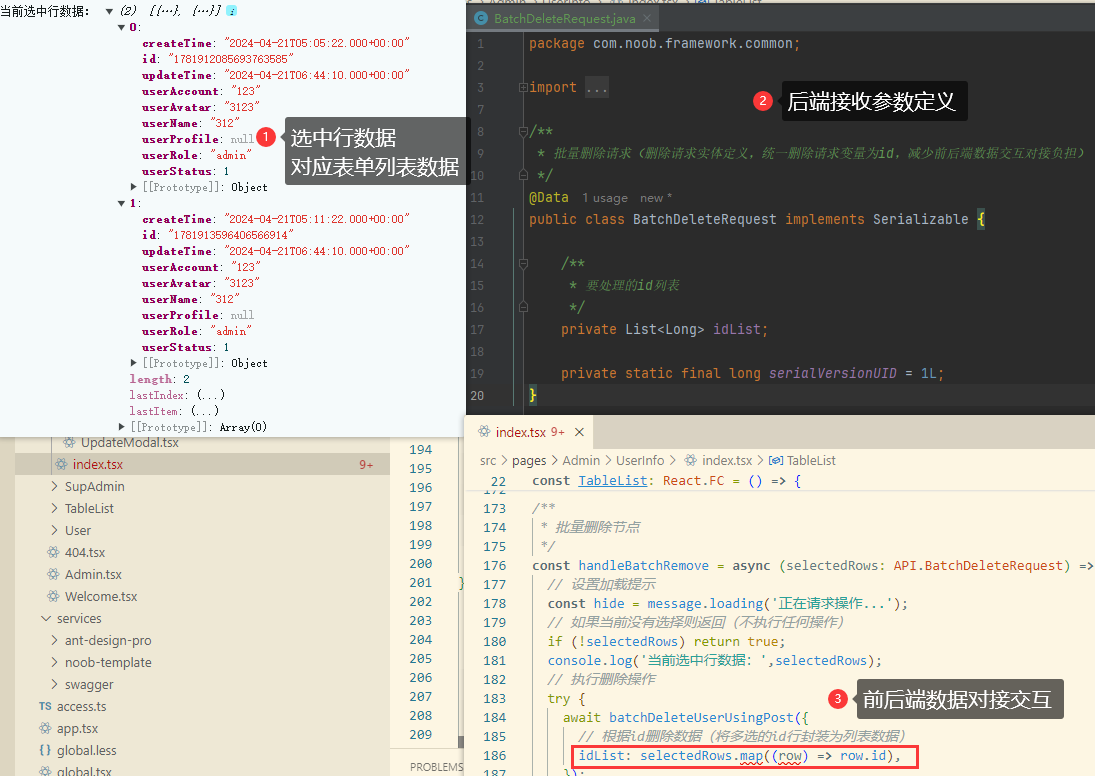 当前选中行数据： ▼ (2) [{…}, {…}] i
▼ 0:
createTime: "2024-04-21T05:05:22.000+00:00"
id: "1781912085693763585"
updateTime: "2024-04-21T06:44:10.000+00:00"
userAccount: "123"
userAvatar: "3123"
userName: "312"
userProfile: null
userRole: "admin"
userStatus: 1
▶ [[Prototype]]: Object
▼ 1:
createTime: "2024-04-21T05:11:22.000+00:00"
id: "1781913596406566914"
updateTime: "2024-04-21T06:44:10.000+00:00"
userAccount: "123"
userAvatar: "3123"
userName: "312"
userProfile: null
userRole: "admin"
userStatus: 1
▶ [[Prototype]]: Object
length: 2
lastIndex: (...)
lastItem: (...)
▶ [[Prototype]]: Array(0)
1
选中行数据
对应表单列表数据
BatchDeleteRequest.java
1 package com.noob.framework.common;
2
3 import ...
7
8 /**
9 * 批量删除请求（删除请求实体定义，统一删除请求变量为id，减少前后端数据交互对接负担）
10 */
11 @Data 1 usage new *
12 public class BatchDeleteRequest implements Serializable {
13
14 /**
15 * 要处理的id列表
16 */
17 private List<Long> idList;
18
19 private static final long serialVersionUID = 1L;
20 }
2
后端接收参数定义
UpdateModal.tsx
index.tsx 9+
SupAdmin
TableList
User
404.tsx
Admin.tsx
Welcome.tsx
services
ant-design-pro
noob-template
swagger
TS access.ts
app.tsx
{} global.less
global.tsx
194
195
196
197
198
199
200
201 }
202
203
204
205
206
207
208
209
PROBLEMS
index.tsx 9+
src > pages > Admin > UserInfo > index.tsx > TableList
22 const TableList: React.FC = () => {
173 /**
174 * 批量删除节点
175 */
176 const handleBatchRemove = async (selectedRows: API.BatchDeleteRequest) =>
177 // 设置加载提示
178 const hide = message.loading('正在请求操作...');
179 // 如果当前没有选择则返回（不执行任何操作）
180 if (!selectedRows) return true;
181 console.log('当前选中行数据：',selectedRows);
182 // 执行删除操作
183 try {
184 await batchDeleteUserUsingPost({
185 // 根据id删除数据（将多选的id行封装为列表数据）
186 idList: selectedRows.map((row) => row.id),
187 });
3
前后端数据对接交互